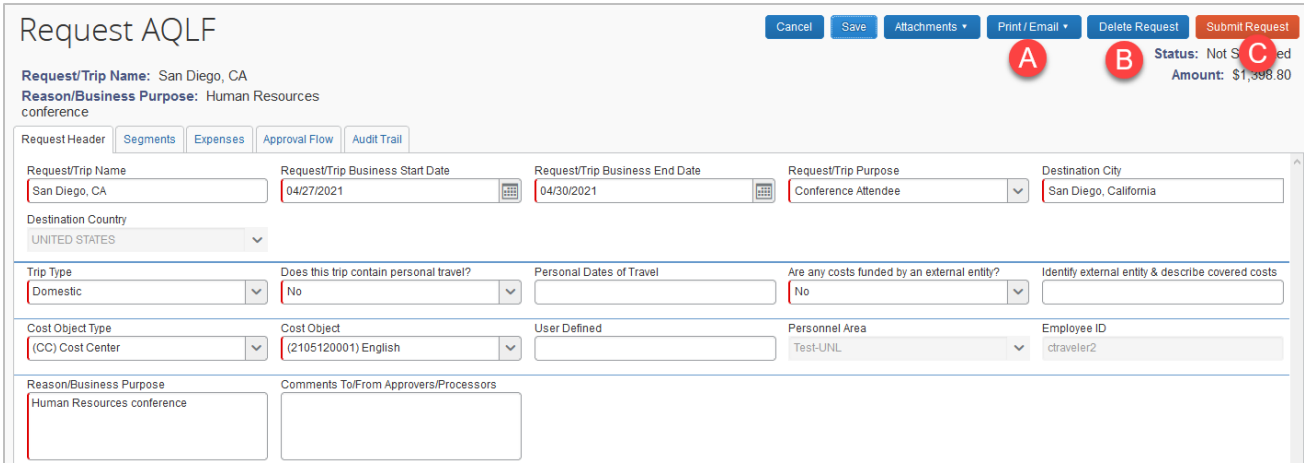 Request AQLF
Cancel Save Attachments Print / Email Delete Request Submit Request
A B C
Status: Not S ed
Request/Trip Name: San Diego, CA
Amount: $1,398.80
Reason/Business Purpose: Human Resources
conference
Request Header Segments Expenses Approval Flow Audit Trail
Request/Trip Name Request/Trip Business Start Date Request/Trip Business End Date Request/Trip Purpose Destination City
San Diego, CA 04/27/2021 04/30/2021 Conference Attendee San Diego, California
Destination Country
UNITED STATES
Trip Type Does this trip contain personal travel? Personal Dates of Travel Are any costs funded by an external entity? Identify external entity & describe covered costs
Domestic No No
Cost Object Type Cost Object User Defined Personnel Area Employee ID
(CC) Cost Center (2105120001) English Test-UNL ctraveler2
Reason/Business Purpose Comments To/From Approvers/Processors
Human Resources conference